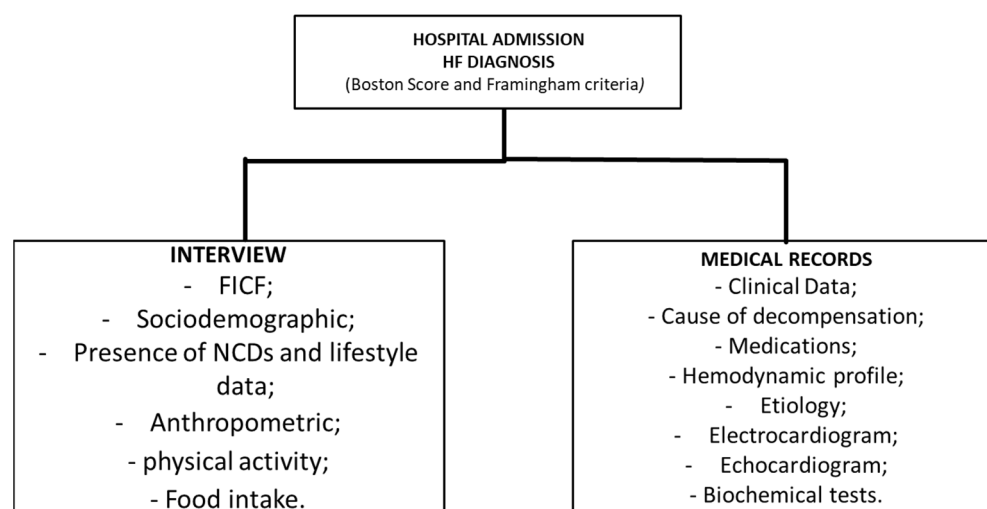 HOSPITAL ADMISSION
HF DIAGNOSIS
(Boston Score and Framingham criteria)
INTERVIEW
- FICF;
- Sociodemographic;
- Presence of NCDs and lifestyle
data;
- Anthropometric;
- physical activity;
- Food intake.
MEDICAL RECORDS
- Clinical Data;
- Cause of decompensation;
- Medications;
- Hemodynamic profile;
- Etiology;
- Electrocardiogram;
- Echocardiogram;
- Biochemical tests.